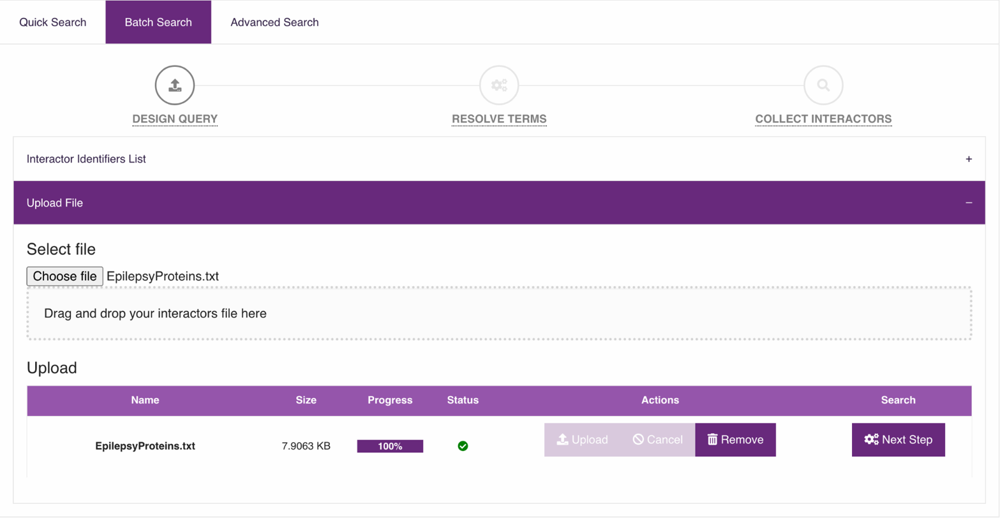 Quick Search Batch Search Advanced Search
DESIGN QUERY RESOLVE TERMS COLLECT INTERACTORS
Interactor Identifiers List +
Upload File −
Select file
Choose file EpilepsyProteins.txt
Drag and drop your interactors file here
Upload
Name Size Progress Status Actions Search
EpilepsyProteins.txt 7.9063 KB 100% Upload Cancel Remove Next Step